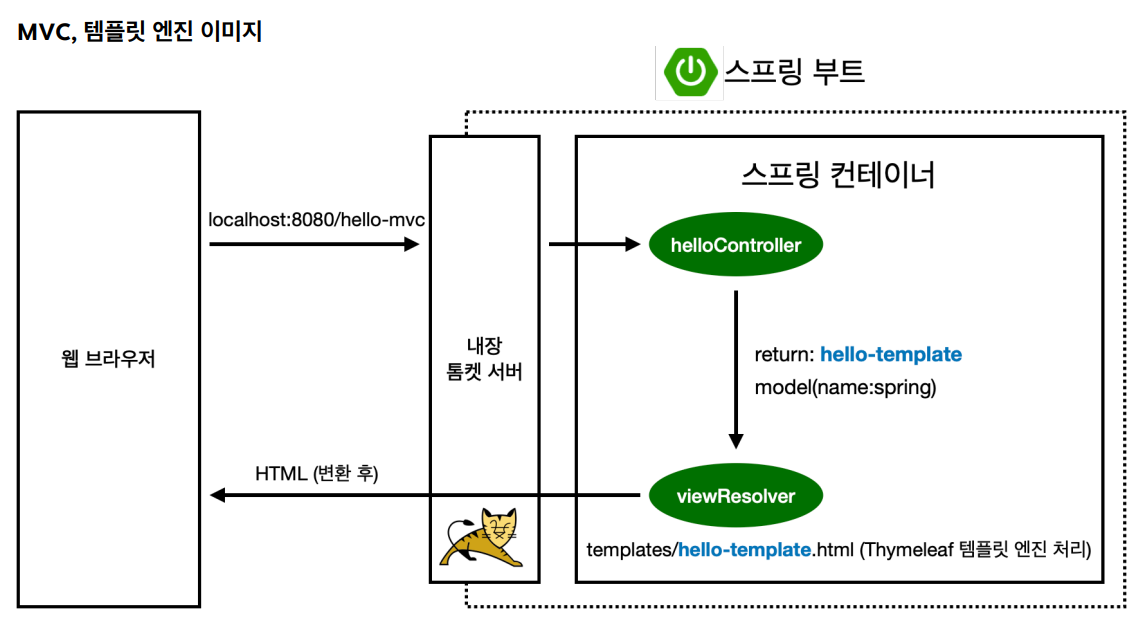 MVC, 템플릿 엔진 이미지
스프링 부트
스프링 컨테이너
localhost:8080/hello-mvc
helloController
웹 브라우저
내장
톰켓 서버
return: hello-template
model(name:spring)
HTML (변환 후)
viewResolver
templates/hello-template.html (Thymeleaf 템플릿 엔진 처리)